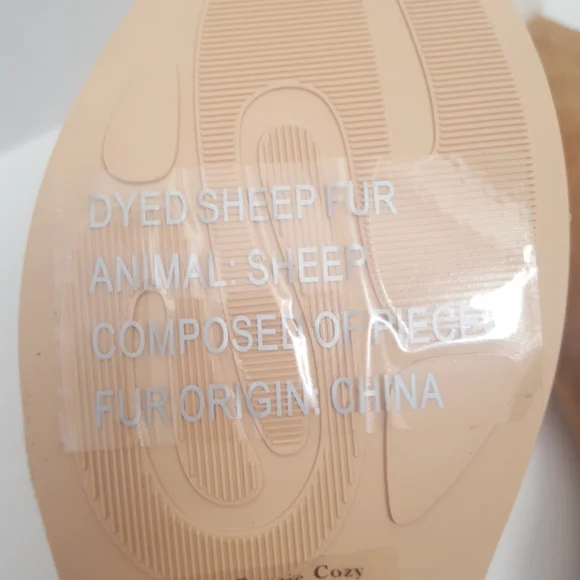 DYED SHEEP FUR
ANIMAL: SHEEP
COMPOSED OF PIECES
FUR ORIGIN: CHINA
Cozy